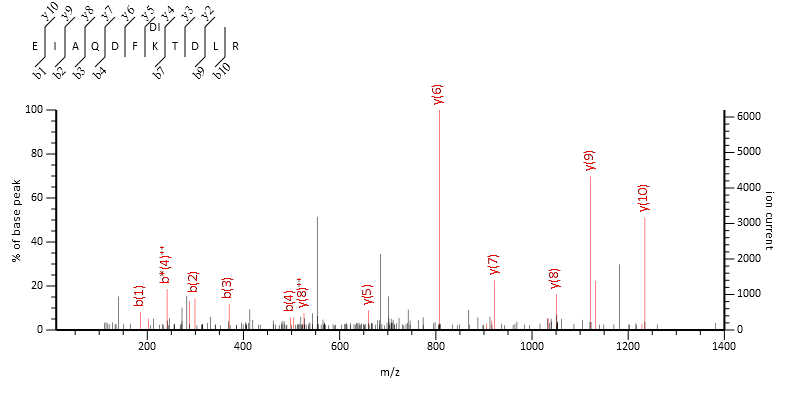 y10 y9 y8 y7 y6 y5 y4 y3 y2
DI
E I A Q D F K T D L R
b1 b2 b3 b4 b7 b9 b10
100
80
60
40
20
0
% of base peak
b(1)
b*(4)++
b(2)
b(3)
b(4)
y(8)++
y(5)
y(6)
y(7)
y(8)
y(9)
y(10)
6000
5000
4000
3000
2000
1000
0
ion current
200 400 600 800 1000 1200 1400
m/z